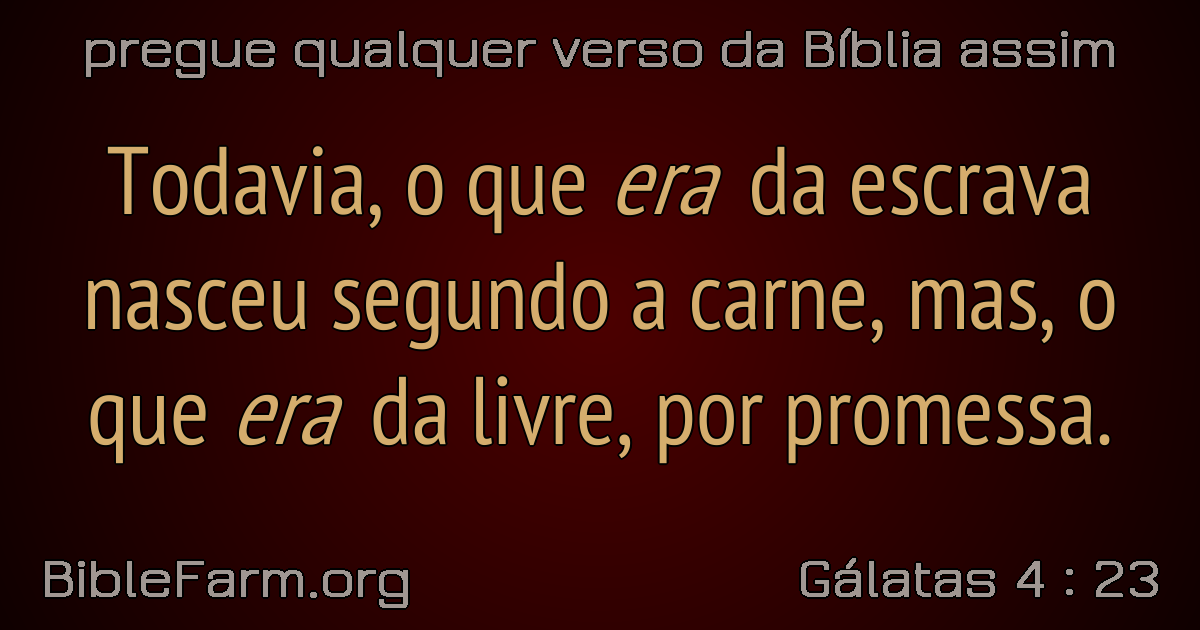 pregue qualquer verso da Bíblia assim
Todavia, o que era da escrava
nasceu segundo a carne, mas, o
que era da livre, por promessa.
BibleFarm.org
Gálatas 4 : 23